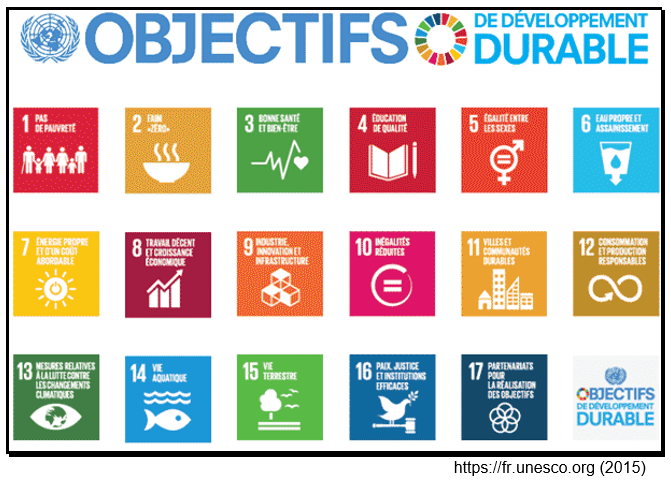 OBJECTIFS
DE DÉVELOPPEMENT
DURABLE
1 PAS
DE PAUVRETÉ
2 FAIM
«ZÉRO»
3 BONNE SANTÉ
ET BIEN-ÊTRE
4 ÉDUCATION
DE QUALITÉ
5 ÉGALITÉ ENTRE
LES SEXES
6 EAU PROPRE ET
ASSAINISSEMENT
7 ÉNERGIE PROPRE
ET D'UN COÛT
ABORDABLE
8 TRAVAIL DÉCENT
ET CROISSANCE
ÉCONOMIQUE
9 INDUSTRIE,
INNOVATION ET
INFRASTRUCTURE
10 INÉGALITÉS
RÉDUITES
11 VILLES ET
COMMUNAUTÉS
DURABLES
12 CONSOMMATION
ET PRODUCTION
RESPONSABLES
13 MESURES RELATIVES
À LA LUTTE CONTRE
LES CHANGEMENTS
CLIMATIQUES
14 VIE
AQUATIQUE
15 VIE
TERRESTRE
16 PAIX, JUSTICE
ET INSTITUTIONS
EFFICACES
17 PARTENARIATS
POUR
LA RÉALISATION
DES OBJECTIFS
OBJECTIFS
DE DÉVELOPPEMENT
DURABLE
https://fr.unesco.org (2015)